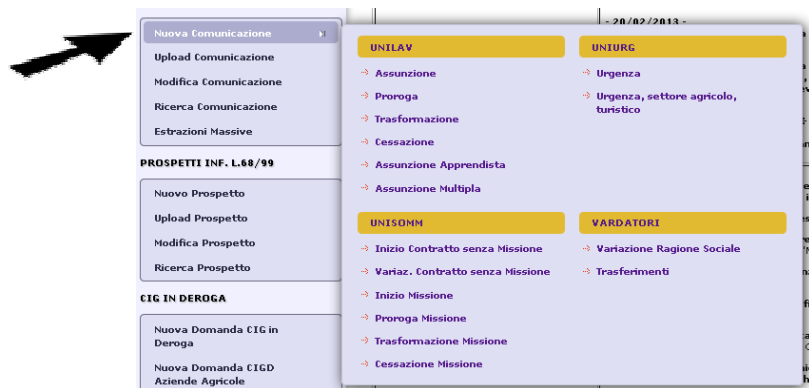 Nuova Comunicazione
Upload Comunicazione
Modifica Comunicazione
Ricerca Comunicazione
Estrazioni Massive
PROSPETTI INF. L.68/99
Nuovo Prospetto
Upload Prospetto
Modifica Prospetto
Ricerca Prospetto
CIG IN DEROGA
Nuova Domanda CIG in
Deroga
Nuova Domanda CIGD
Aziende Agricole
- 20/02/2013 -
UNILAV
Assunzione
Proroga
Trasformazione
Cessazione
Assunzione Apprendista
Assunzione Multipla
UNIURG
Urgenza
Urgenza, settore agricolo,
turistico
UNISOMM
Inizio Contratto senza Missione
Variaz. Contratto senza Missione
Inizio Missione
Proroga Missione
Trasformazione Missione
Cessazione Missione
VARDATORI
Variazione Ragione Sociale
Trasferimenti